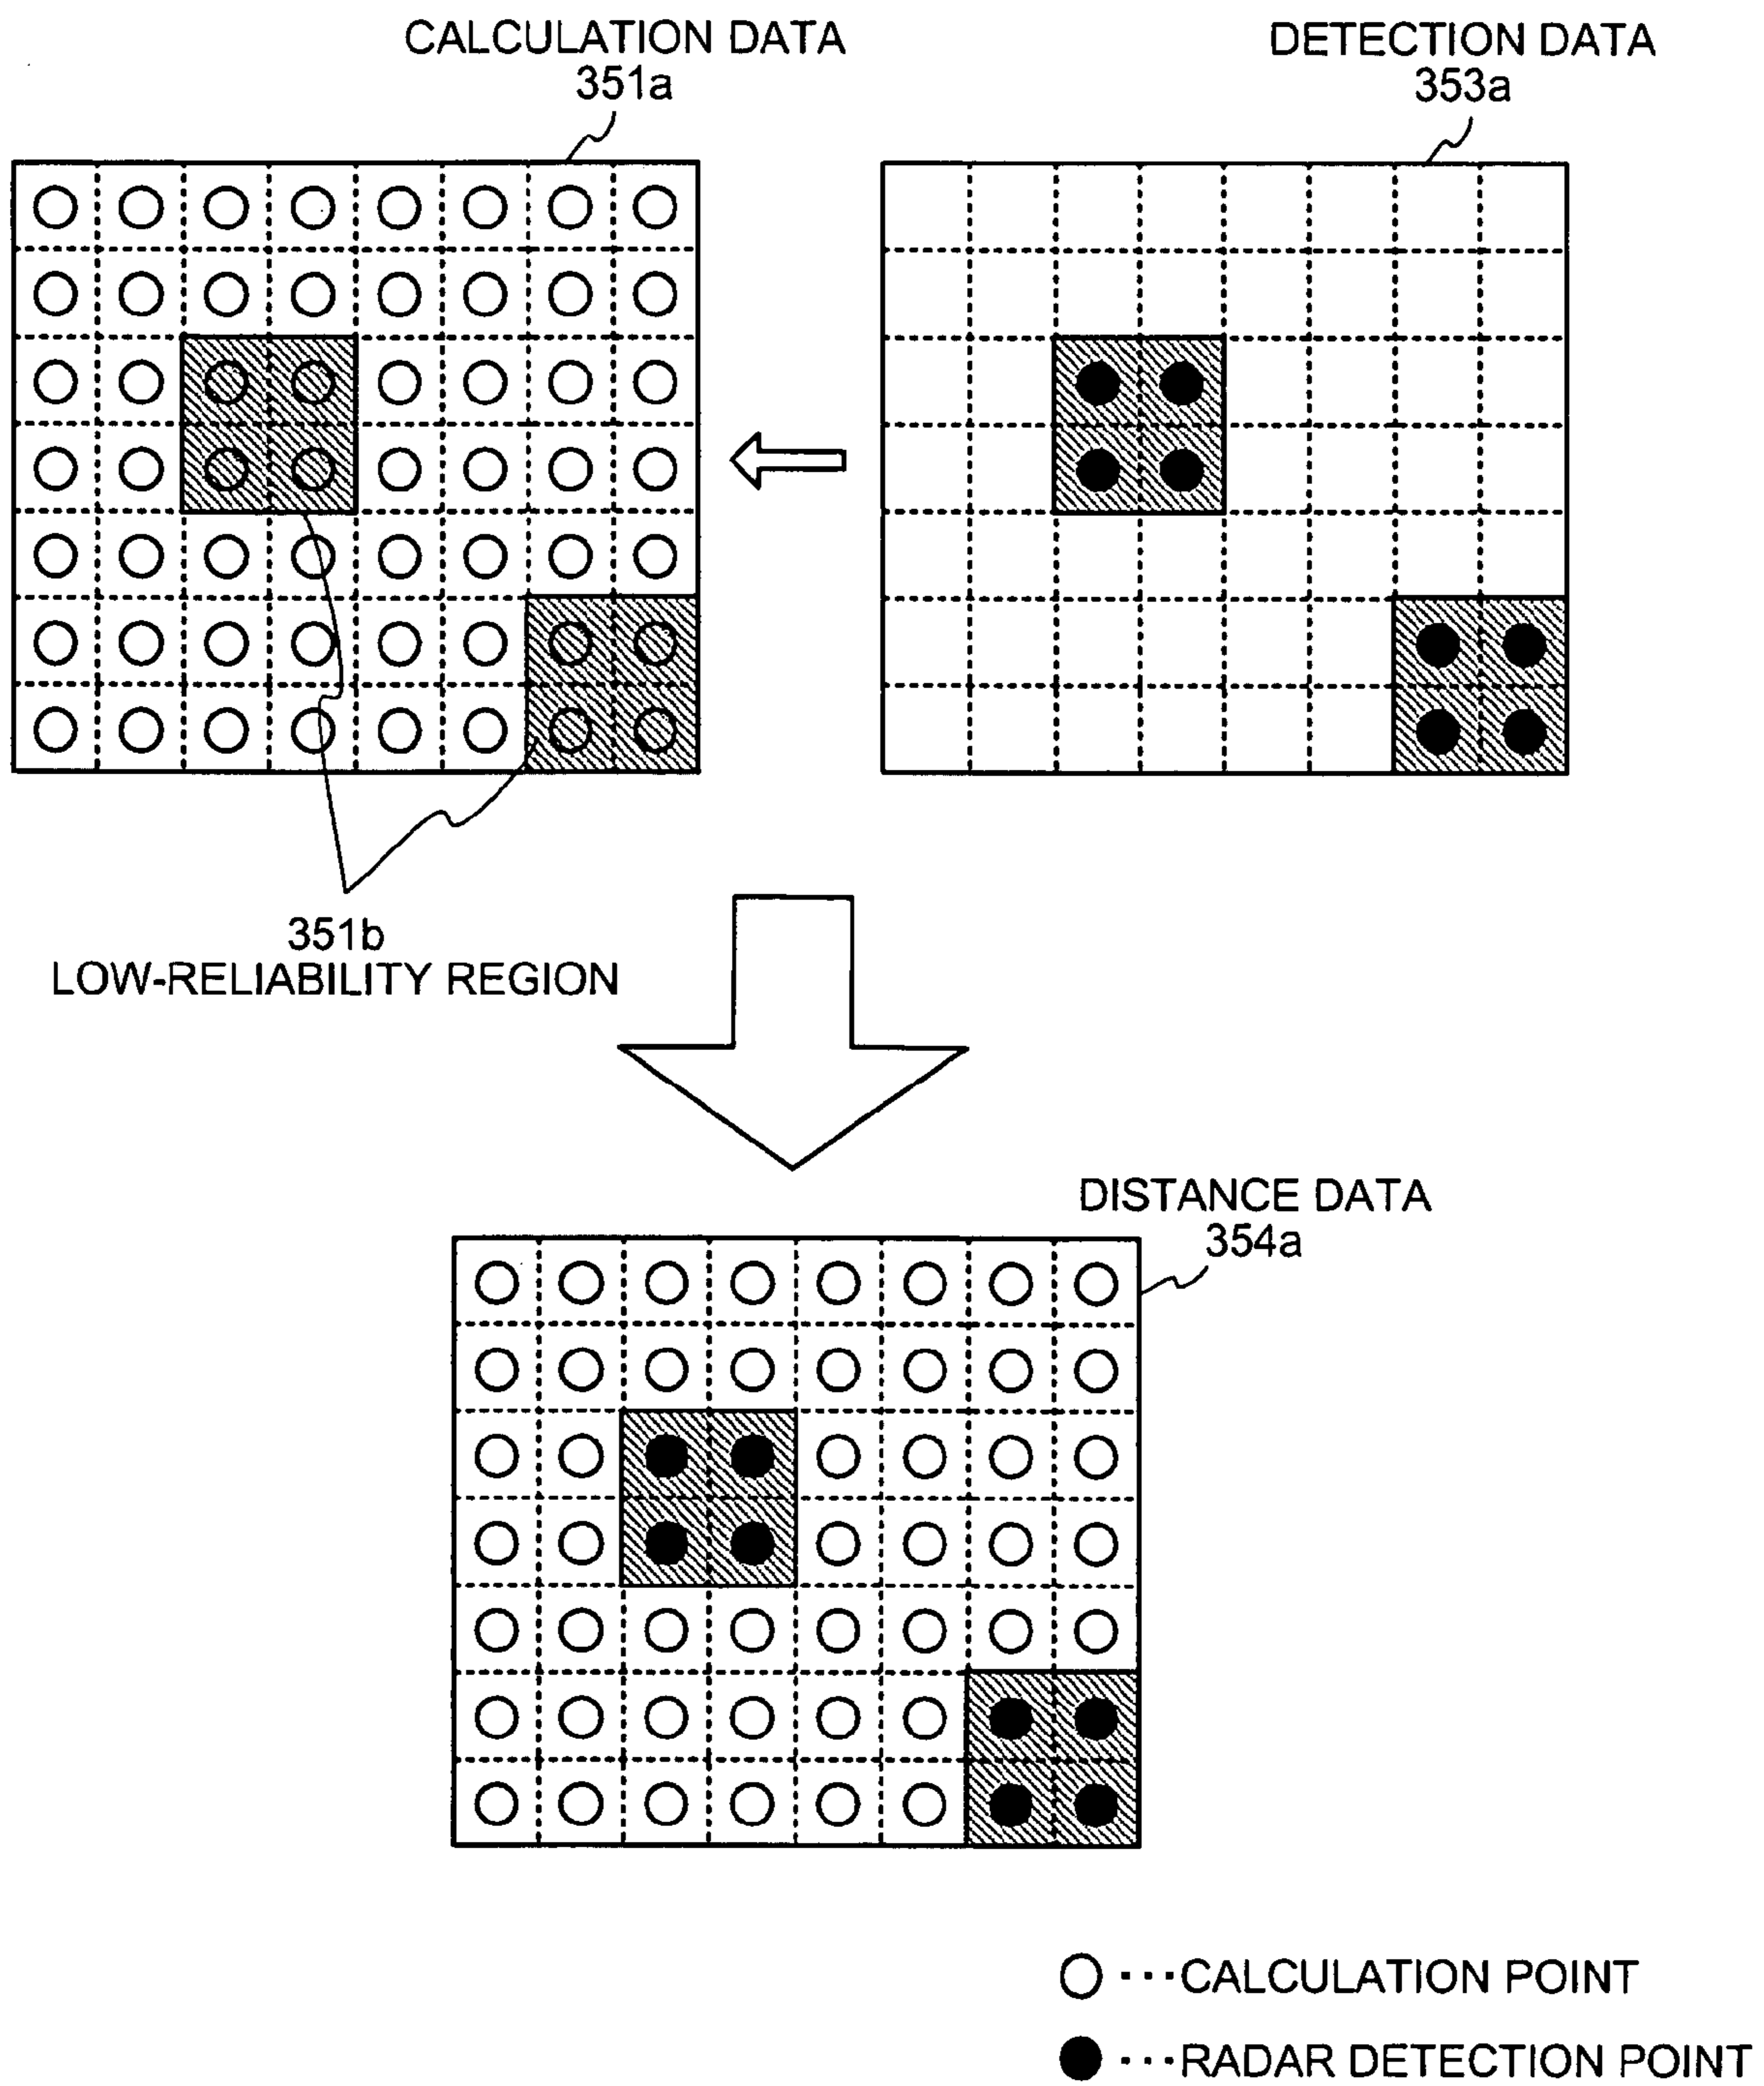 CALCULATION DATA
351a
DETECTION DATA
353a
351b
LOW-RELIABILITY REGION
DISTANCE DATA
354a
···CALCULATION POINT
···RADAR DETECTION POINT